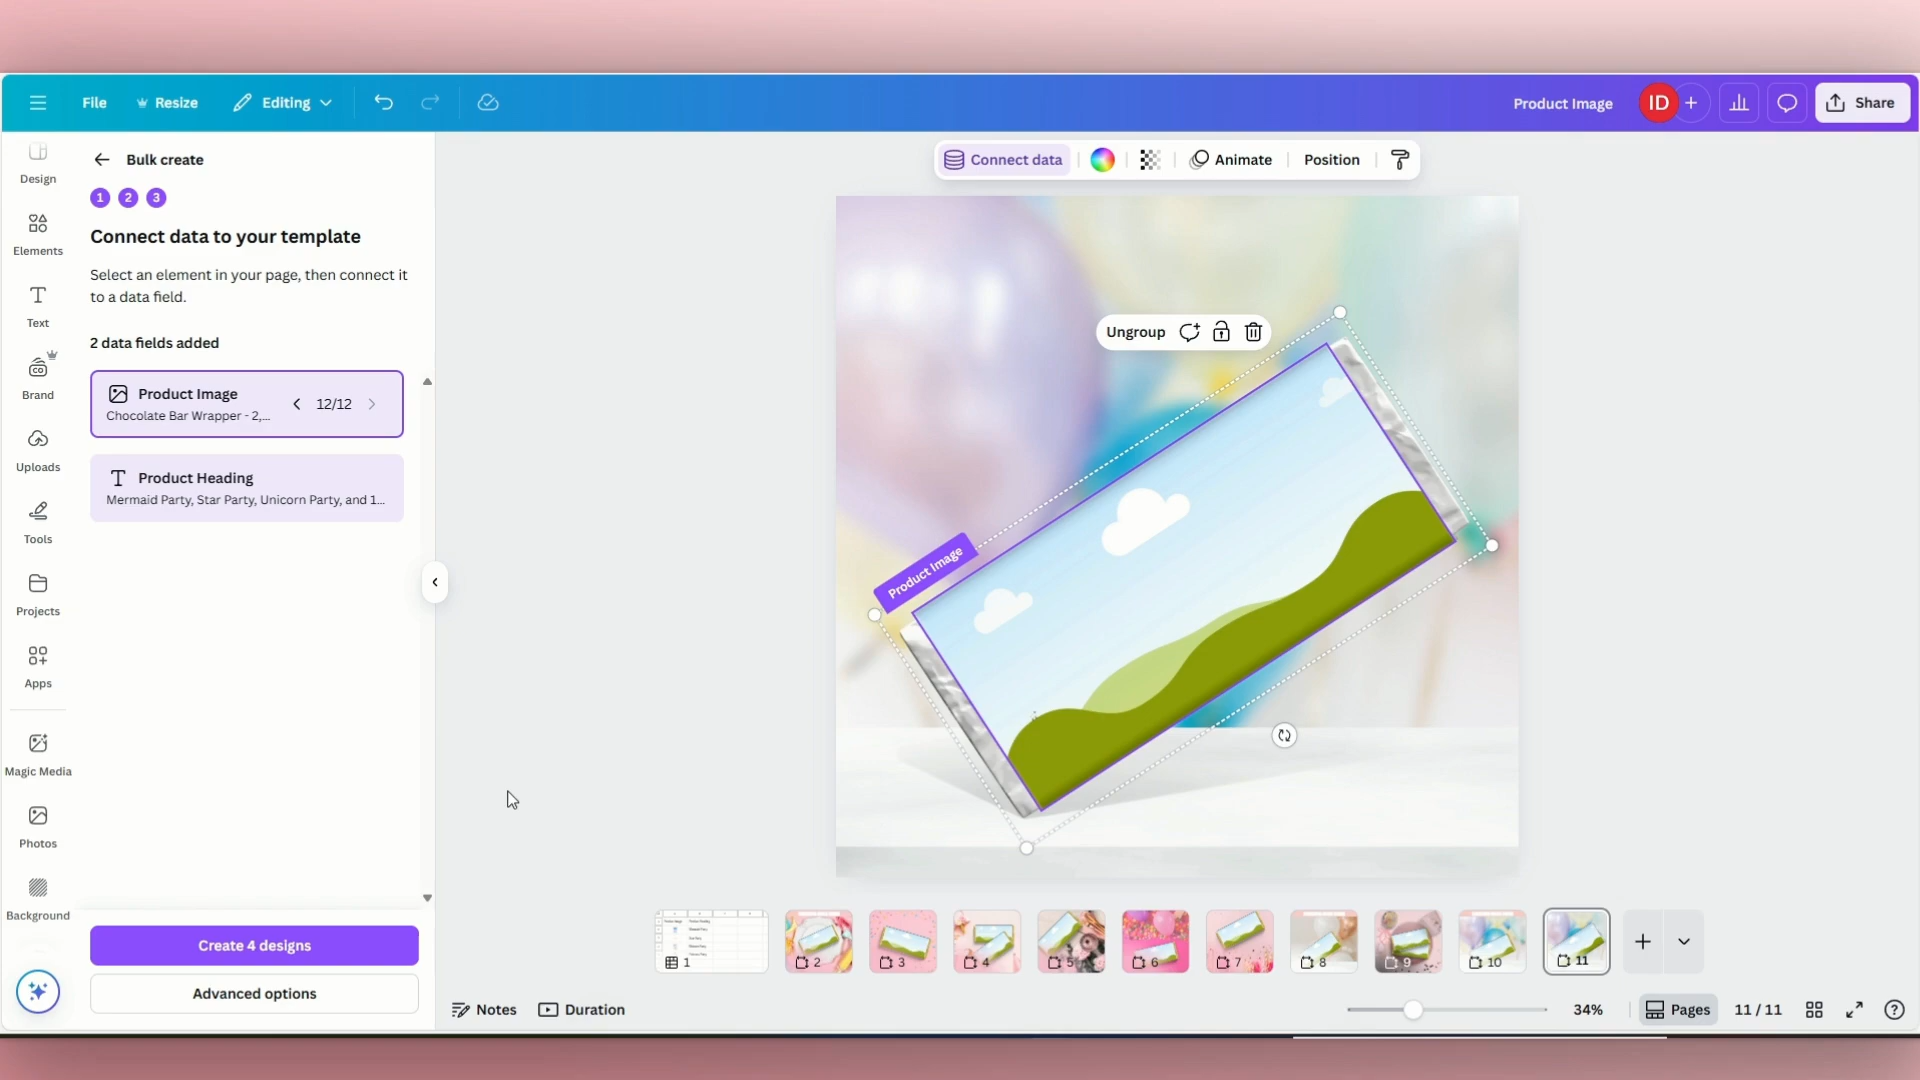 File
Resize
Editing
Product Image
ID
Share
Design
Elements
Text
Brand
Uploads
Tools
Projects
Apps
Magic Media
Photos
Background
Bulk create
1 2 3
Connect data to your template
Select an element in your page, then connect it
to a data field.
2 data fields added
Product Image
Chocolate Bar Wrapper - 2,...
12/12
Product Heading
Mermaid Party, Star Party, Unicorn Party, and 1...
Create 4 designs
Advanced options
Connect data
Animate
Position
Ungroup
Product Image
1
2
3
4
5
6
7
8
9
10
11
Notes
Duration
34%
Pages
11 / 11